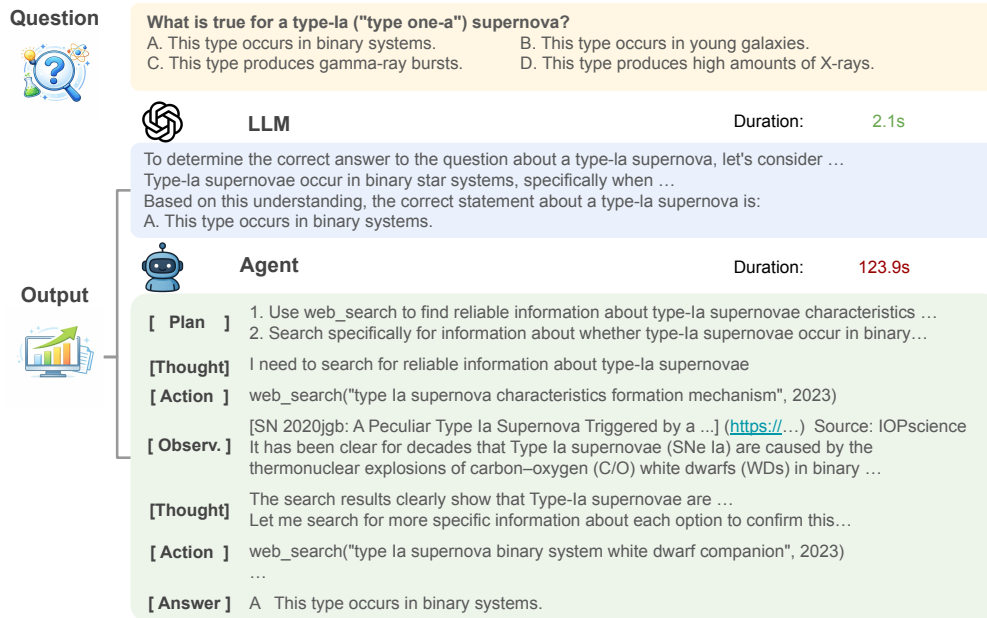 Question
What is true for a type-Ia ("type one-a") supernova?
A. This type occurs in binary systems. B. This type occurs in young galaxies.
C. This type produces gamma-ray bursts. D. This type produces high amounts of X-rays.
LLM Duration: 2.1s
To determine the correct answer to the question about a type-Ia supernova, let's consider …
Type-Ia supernovae occur in binary star systems, specifically when …
Based on this understanding, the correct statement about a type-Ia supernova is:
A. This type occurs in binary systems.
Agent Duration: 123.9s
Output
[ Plan ] 1. Use web_search to find reliable information about type-Ia supernovae characteristics …
2. Search specifically for information about whether type-Ia supernovae occur in binary…
[Thought] I need to search for reliable information about type-Ia supernovae
[ Action ] web_search("type Ia supernova characteristics formation mechanism", 2023)
[ Observ. ] [SN 2020jgb: A Peculiar Type Ia Supernova Triggered by a ...] (https://…) Source: IOPscience
It has been clear for decades that Type Ia supernovae (SNe Ia) are caused by the
thermonuclear explosions of carbon–oxygen (C/O) white dwarfs (WDs) in binary …
[Thought] The search results clearly show that Type-Ia supernovae are …
Let me search for more specific information about each option to confirm this…
[ Action ] web_search("type Ia supernova binary system white dwarf companion", 2023)
…
[ Answer ] A This type occurs in binary systems.